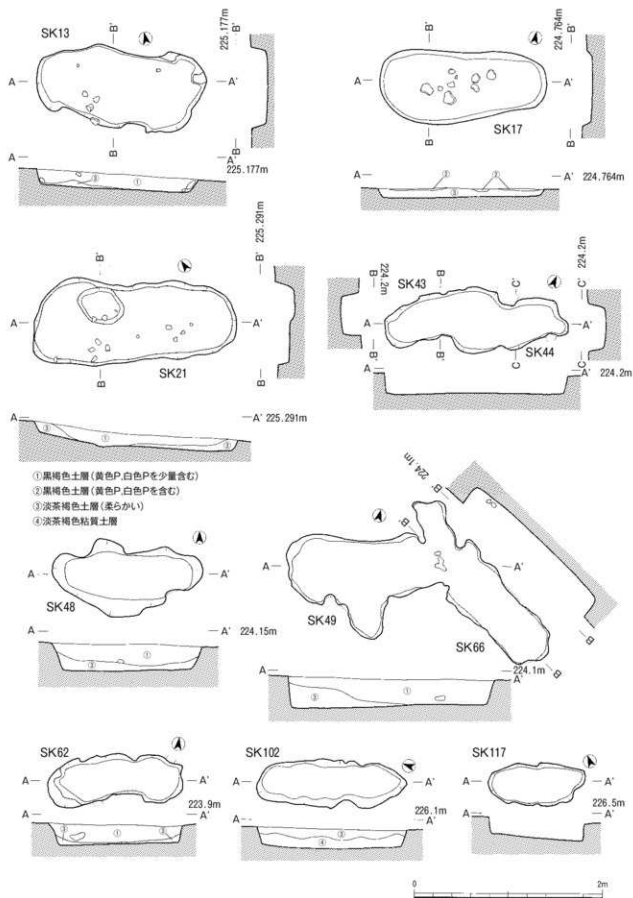 SK13
B'
225.177m
A
A'
B
B'
B
A
A'
225.177m
①
③
SK17
B'
224.764m
A
A'
B
B'
B
A
A'
224.764m
②
②
③
SK21
B'
225.291m
A
A'
B
B'
B
A
A' 225.291m
③
①
③
SK43
SK44
B
224.2m
B'
B
B'
C'
C
224.2m
C'
C
A
A'
A
A'
224.2m
①黒褐色土層(黄色P,白色Pを少量含む)
②黒褐色土層(黄色P,白色Pを含む)
③淡茶褐色土層(柔らかい)
④淡茶褐色粘質土層
SK48
A
A'
A
A' 224.15m
①
③
SK49
SK66
224.1m
B'
B'
B
B
A
A'
A
224.1m
A'
①
③
SK62
A
A'
223.9m
A
A'
③
①
③
SK102
A
A'
226.1m
A
A'
③
④
SK117
A
A'
226.5m
A
A'
0
2m